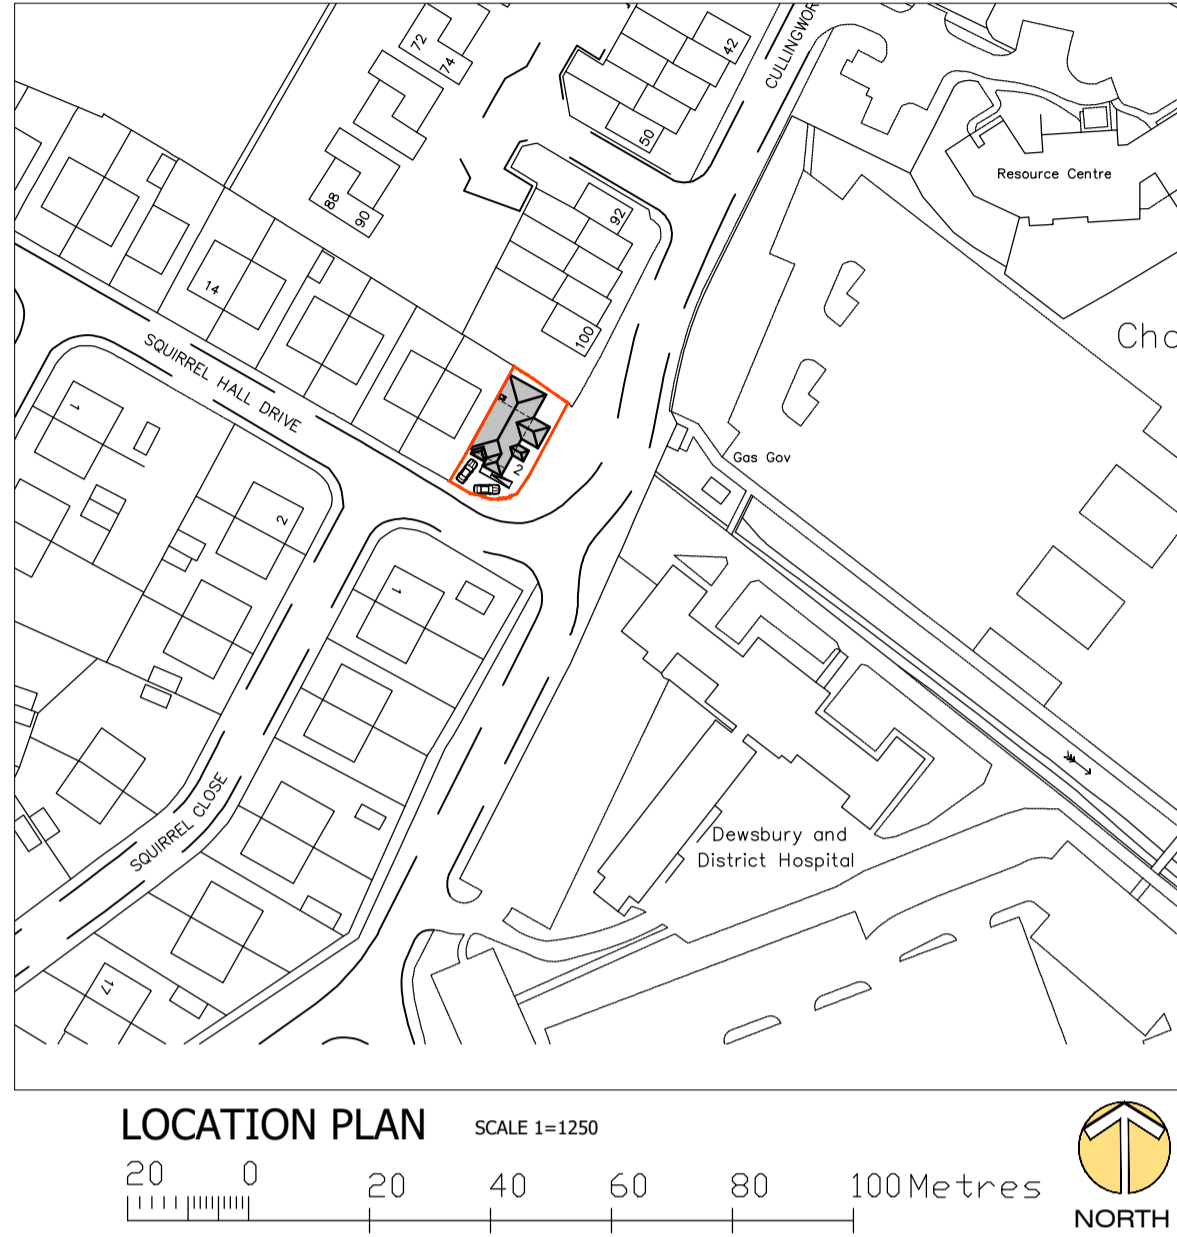 72
74
42
CULLINGWOR
50
Resource Centre
88
90
92
14
100
Cho
SQUIRREL HALL DRIVE
1
2
Gas Gov
2
1
SQUIRREL CLOSE
Dewsbury and
District Hospital
17
LOCATION PLAN
SCALE 1=1250
20 0 20 40 60 80 100 Metres
NORTH